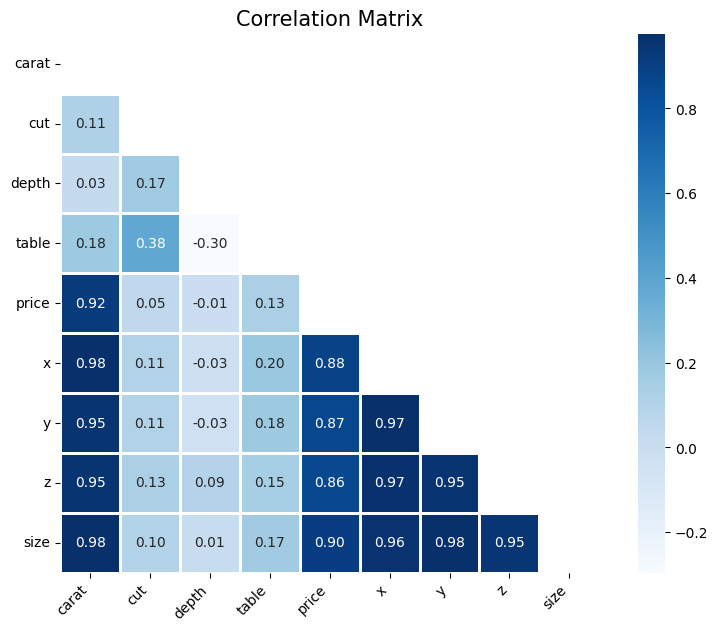 Correlation Matrix
carat
cut 0.11
depth 0.03 0.17
table 0.18 0.38 -0.30
price 0.92 0.05 -0.01 0.13
x 0.98 0.11 -0.03 0.20 0.88
y 0.95 0.11 -0.03 0.18 0.87 0.97
z 0.95 0.13 0.09 0.15 0.86 0.97 0.95
size 0.98 0.10 0.01 0.17 0.90 0.96 0.98 0.95
carat cut depth table price x y z size
0.8
0.6
0.4
0.2
0.0
−0.2